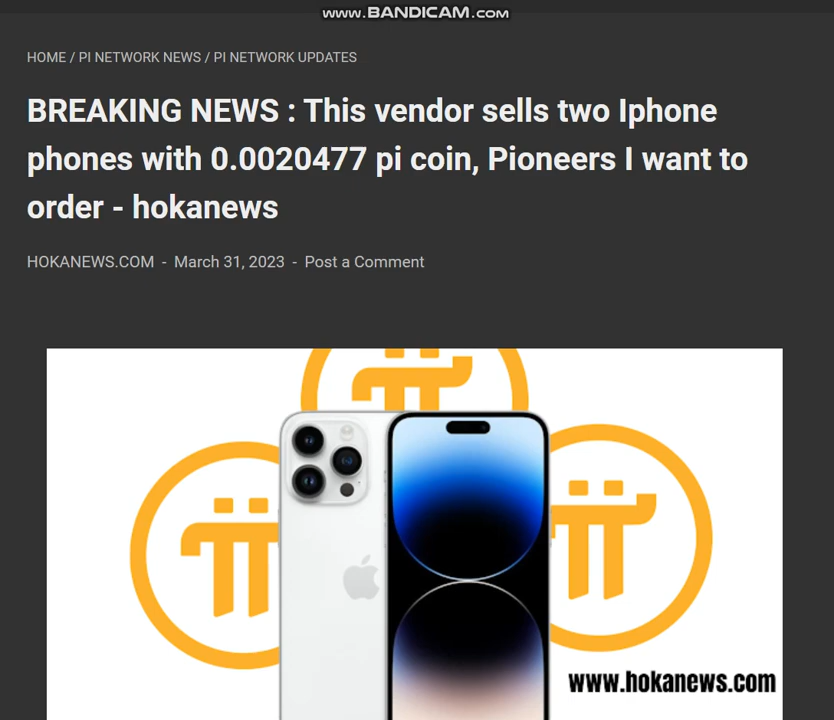 www.BANDICAM.com
HOME / PI NETWORK NEWS / PI NETWORK UPDATES
BREAKING NEWS : This vendor sells two Iphone
phones with 0.0020477 pi coin, Pioneers I want to
order - hokanews
HOKANEWS.COM - March 31, 2023 - Post a Comment
www.hokanews.com